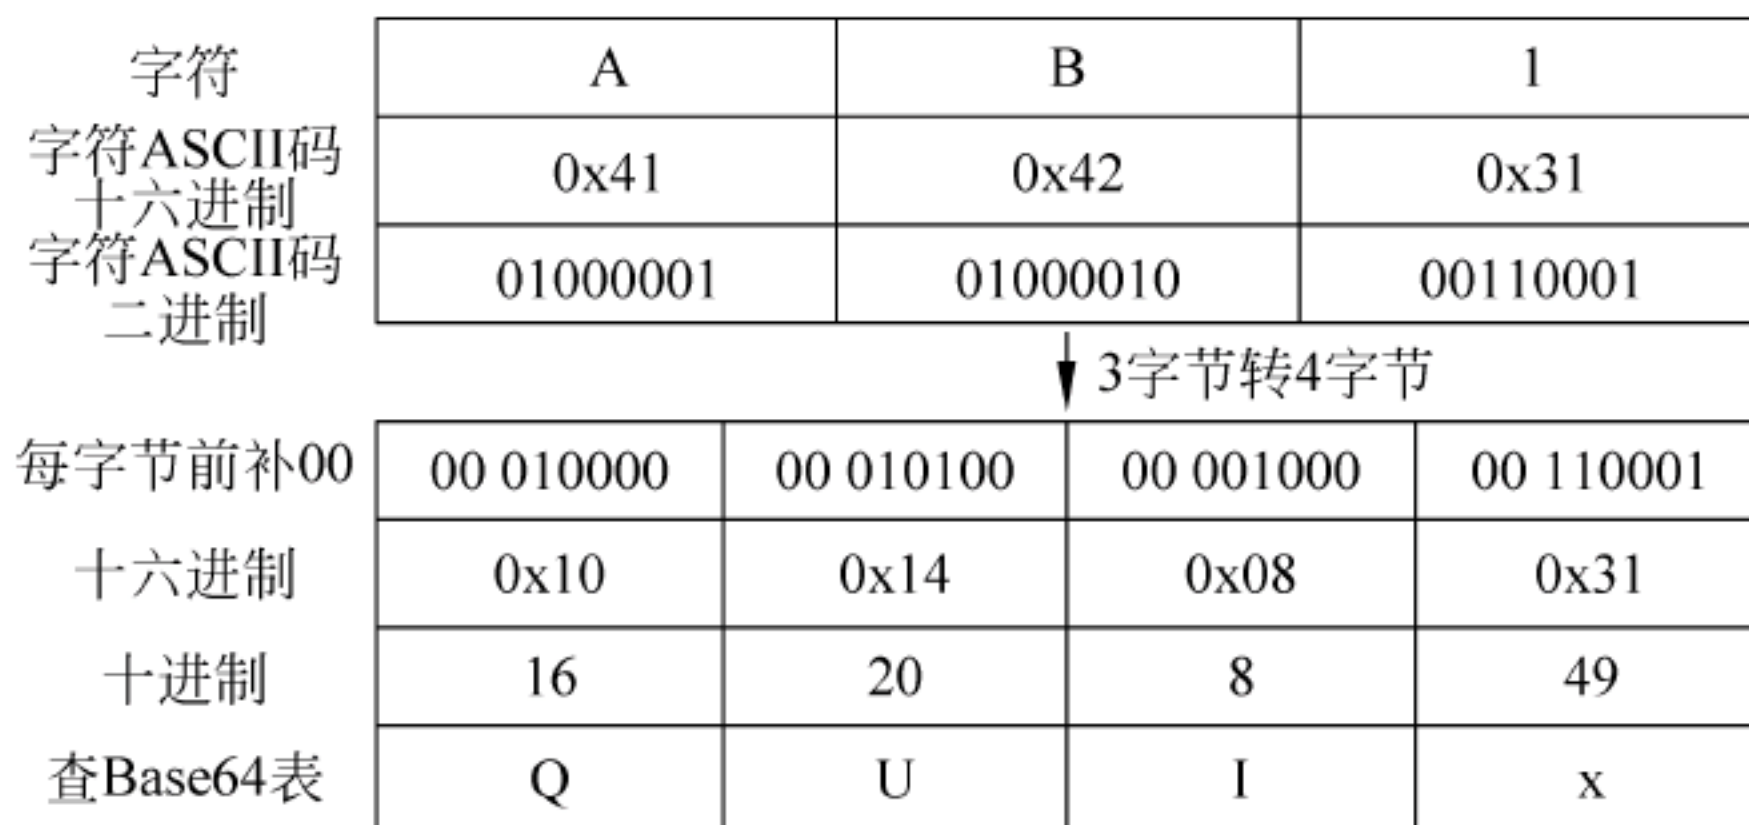 字符 A B 1
字符ASCII码
十六进制 0x41 0x42 0x31
字符ASCII码
二进制 01000001 01000010 00110001
3字节转4字节
每字节前补00 00 010000 00 010100 00 001000 00 110001
十六进制 0x10 0x14 0x08 0x31
十进制 16 20 8 49
查Base64表 Q U I x